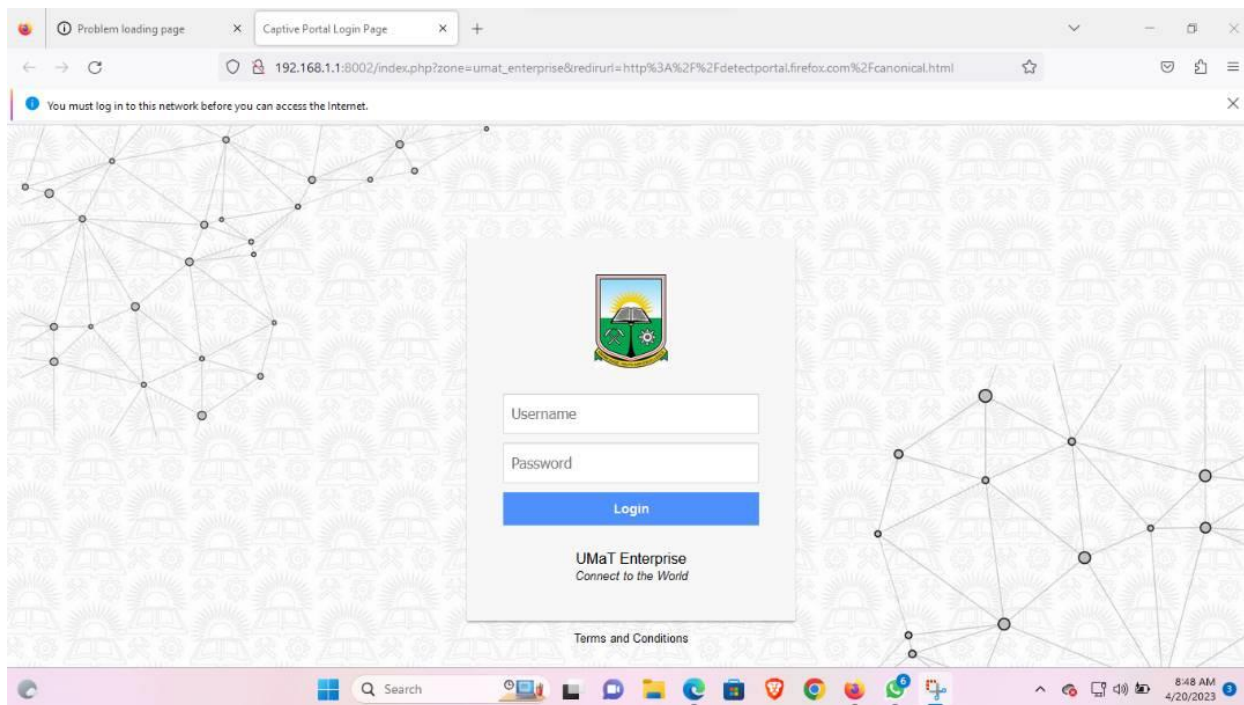 Problem loading page
Captive Portal Login Page
192.168.1.1:8002/index.php?zone=umat_enterprise&redirurl=http%3A%2F%2Fdetectportal.firefox.com%2Fcanonical.html
You must log in to this network before you can access the Internet.
Username
Password
Login
UMaT Enterprise
Connect to the World
Terms and Conditions
Search
6
8:48 AM
4/20/2023
3